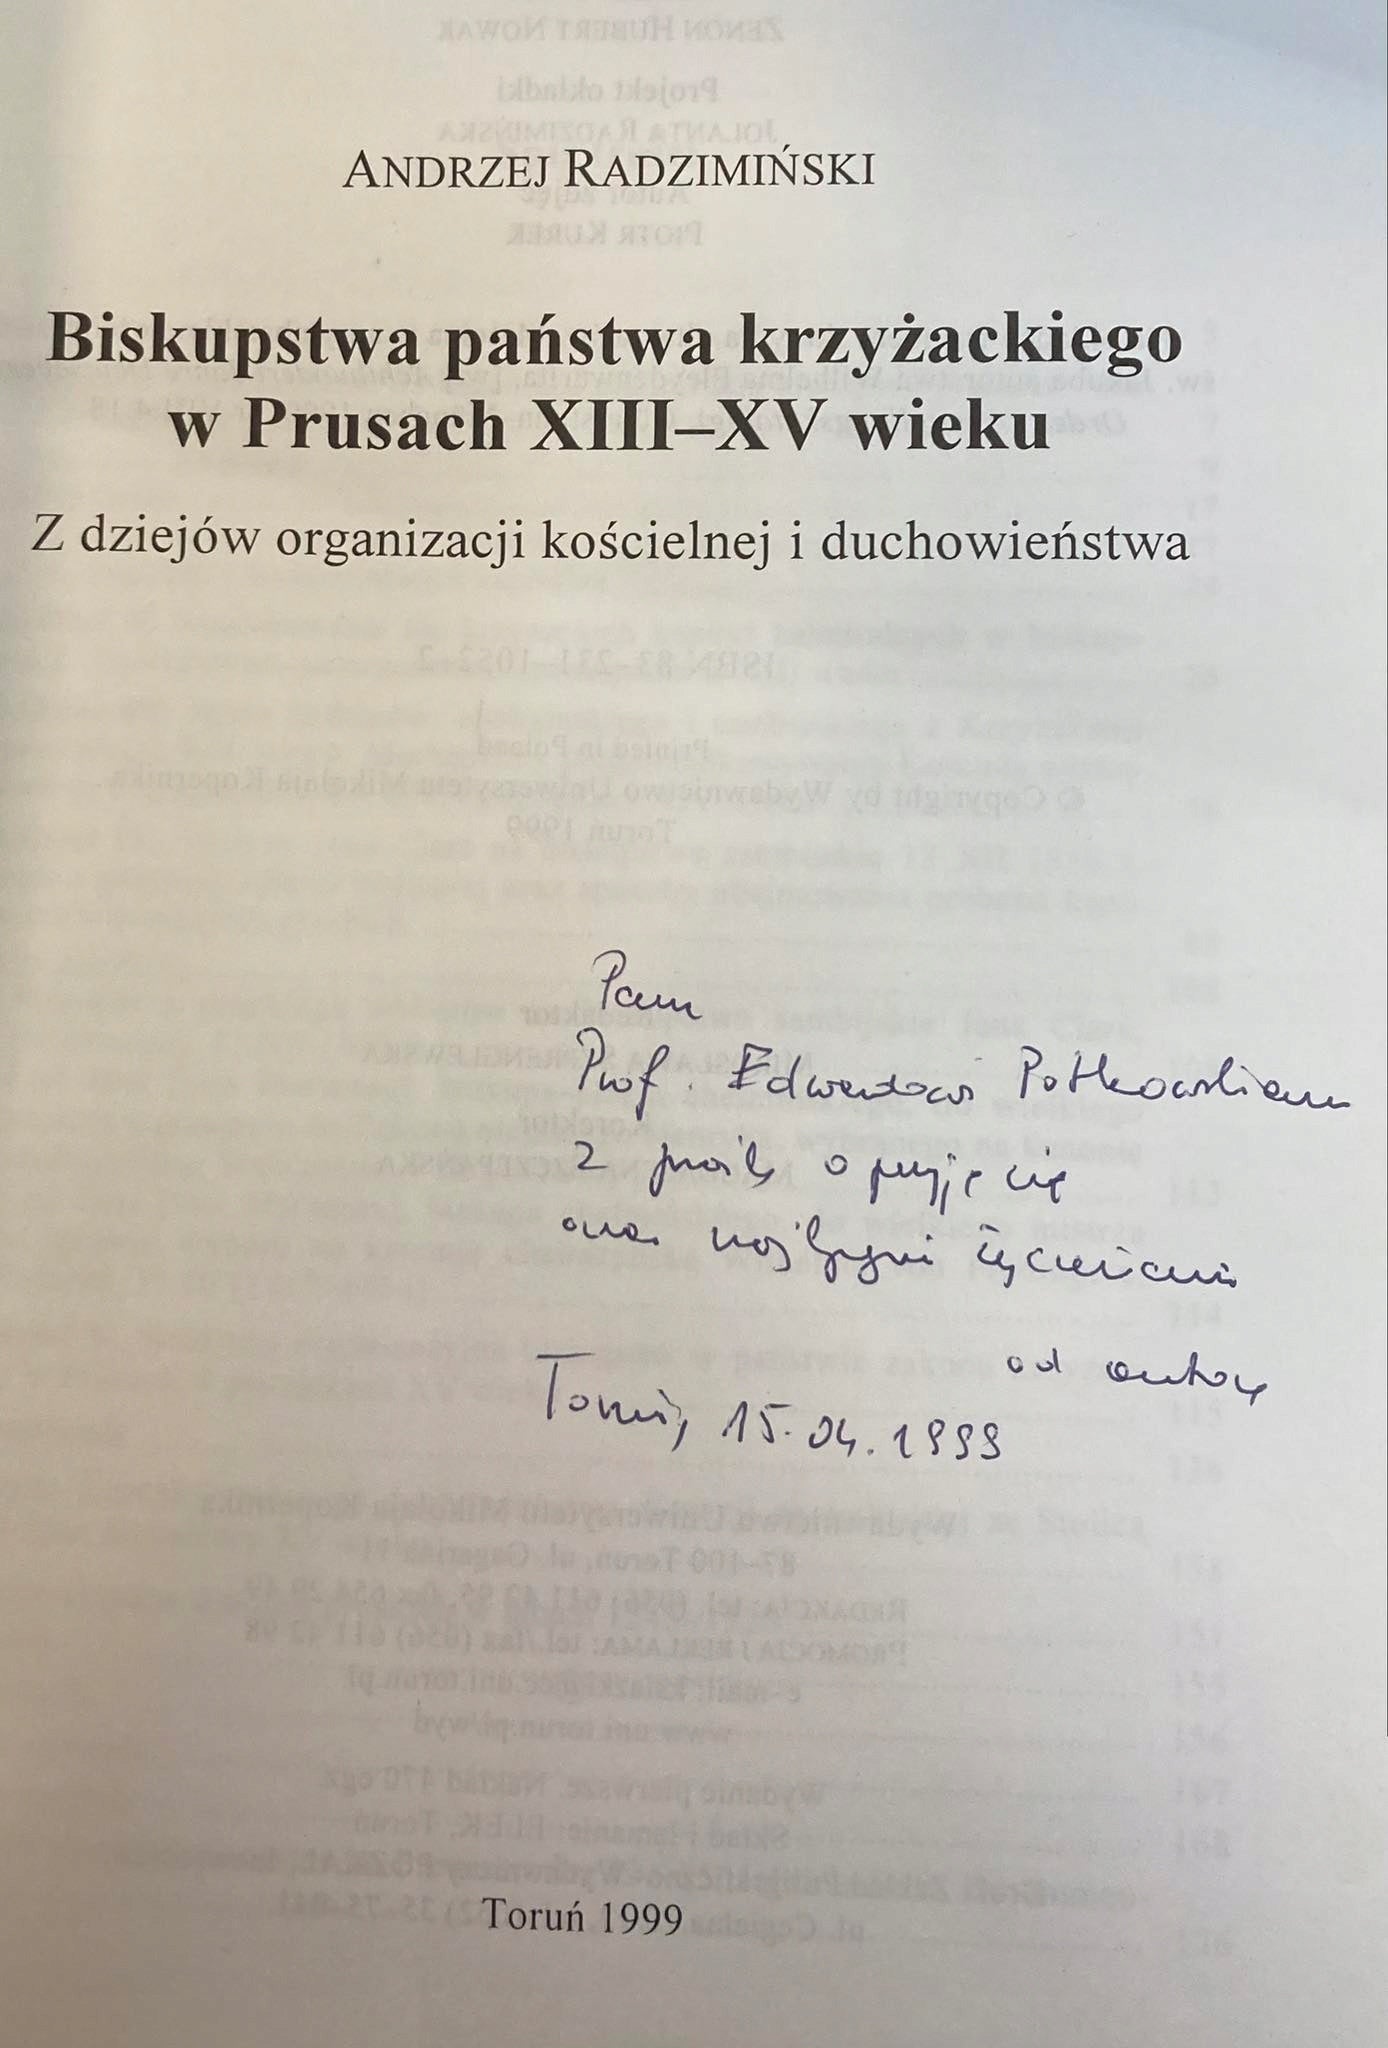 ANDRZEJ RADZIMIŃSKI
Biskupstwa państwa krzyżackiego
w Prusach XIII–XV wieku
Z dziejów organizacji kościelnej i duchowieństwa
Panu
Prof. Edwardowi Potkowskiemu
z prośbą o przyjęcie
oraz najlepszymi życzeniami
od autora
Toruń, 15.04.1999
Toruń 1999